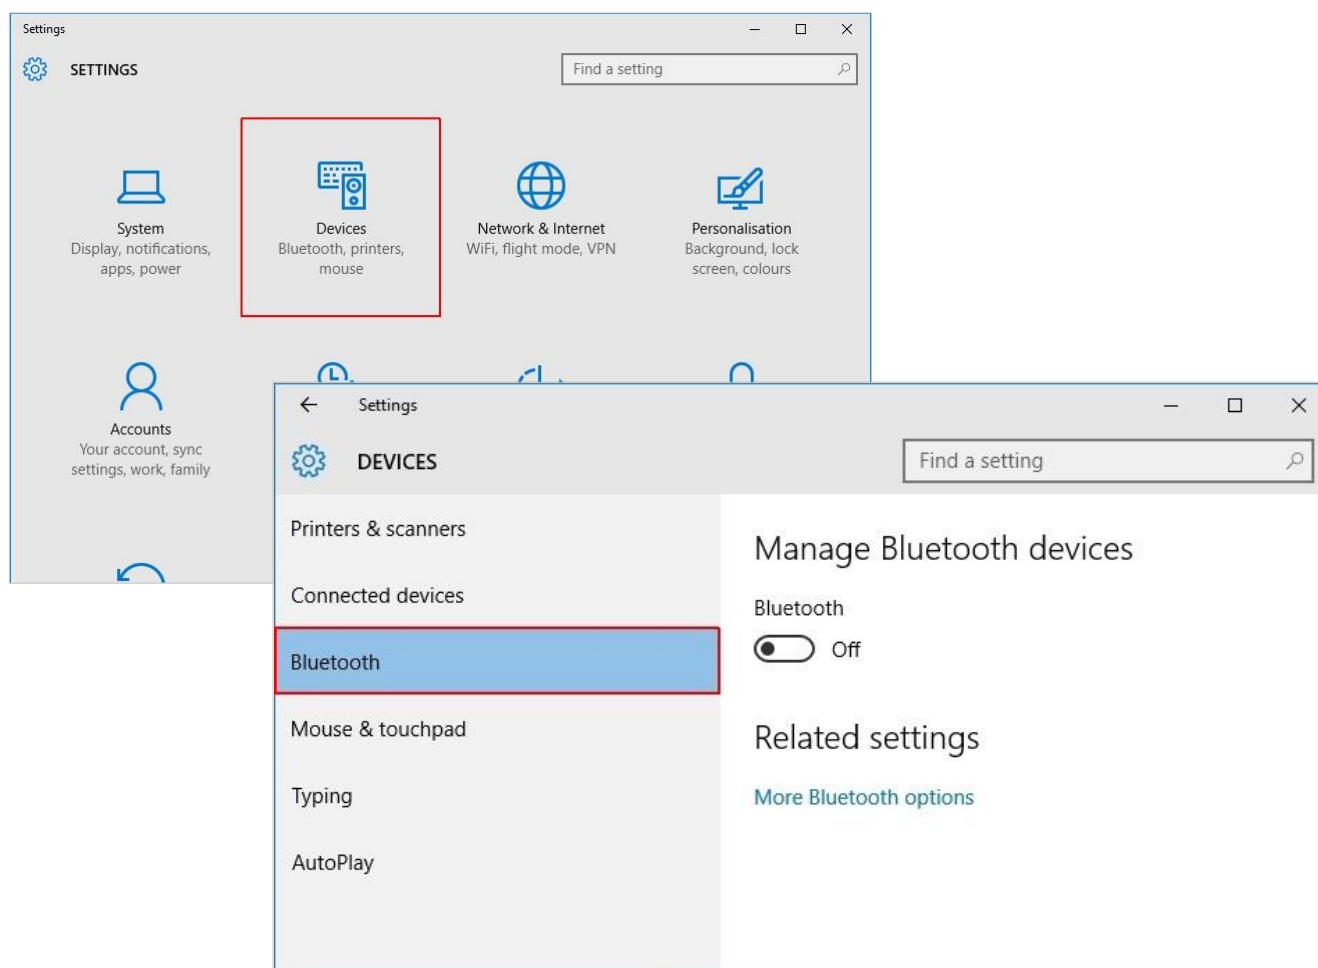 Settings
SETTINGS
Find a setting
System
Display, notifications,
apps, power
Devices
Bluetooth, printers,
mouse
Network & Internet
WiFi, flight mode, VPN
Personalisation
Background, lock
screen, colours
Accounts
Your account, sync
settings, work, family
Settings
DEVICES
Find a setting
Printers & scanners
Connected devices
Bluetooth
Mouse & touchpad
Typing
AutoPlay
Manage Bluetooth devices
Bluetooth
Off
Related settings
More Bluetooth options